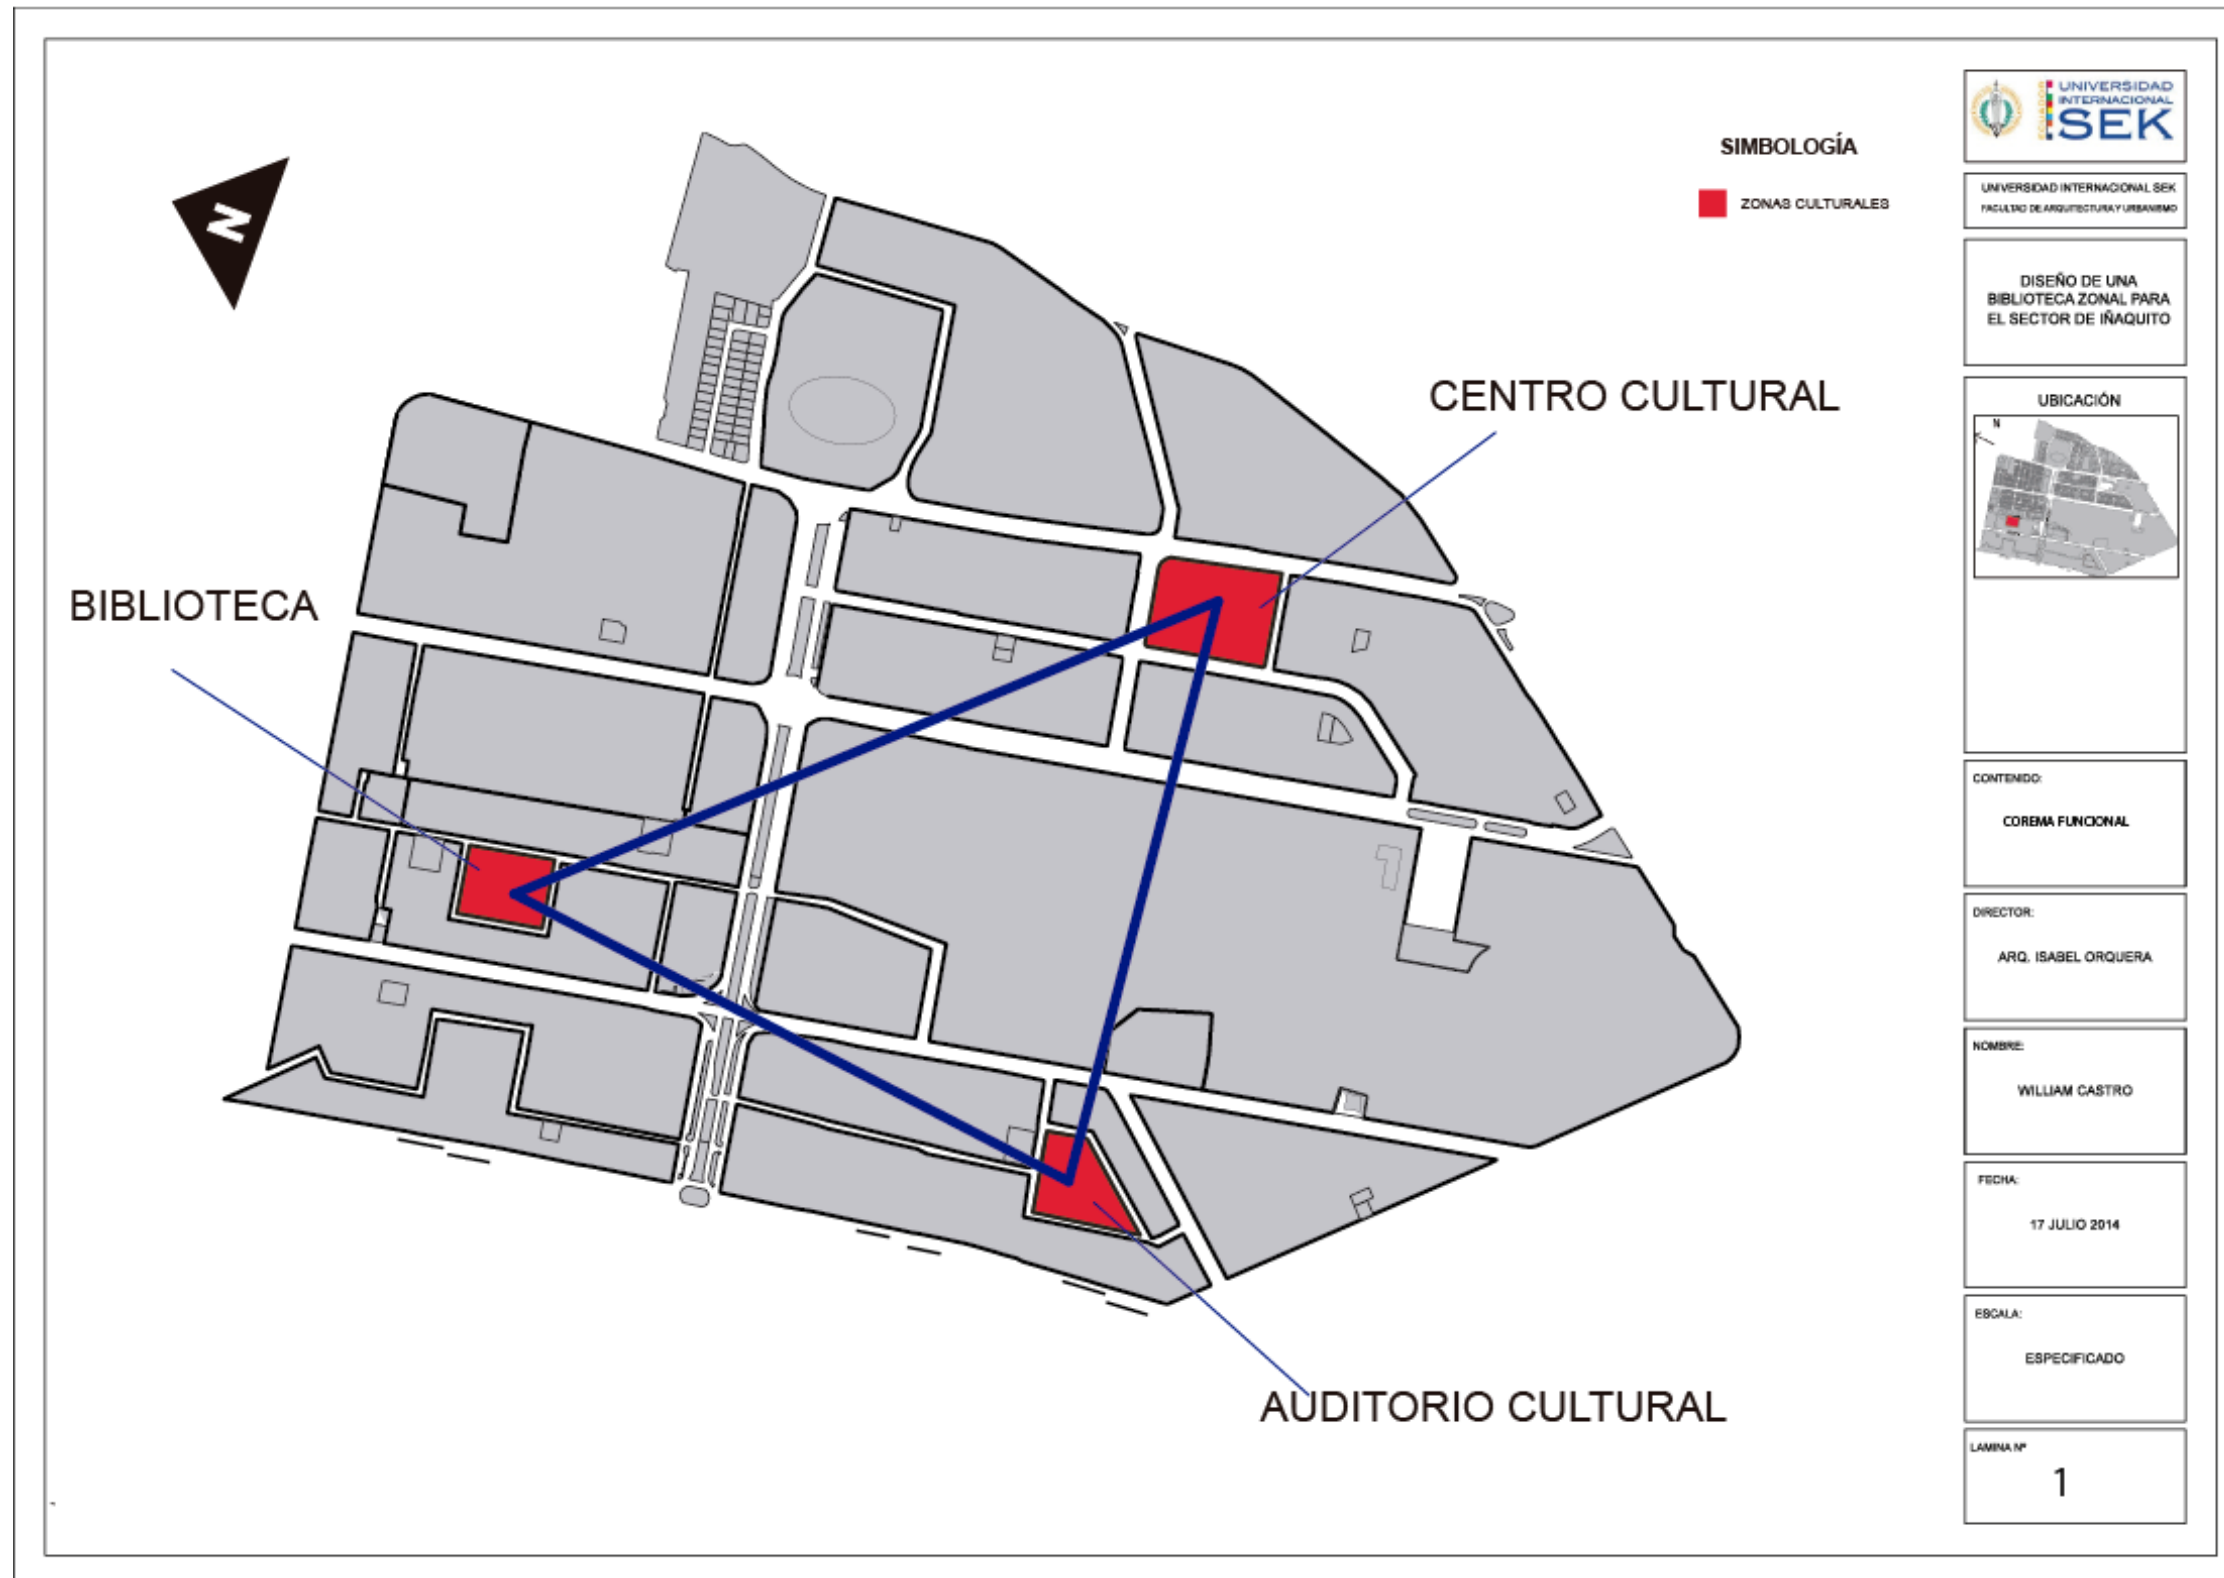 N
SIMBOLOGÍA
ZONAS CULTURALES
CENTRO CULTURAL
BIBLIOTECA
AUDITORIO CULTURAL
ECUADOR
UNIVERSIDAD
INTERNACIONAL
SEK
UNIVERSIDAD INTERNACIONAL SEK
FACULTAD DE ARQUITECTURA Y URBANISMO
DISEÑO DE UNA
BIBLIOTECA ZONAL PARA
EL SECTOR DE IÑAQUITO
UBICACIÓN
N
CONTENIDO:
COREMA FUNCIONAL
DIRECTOR:
ARQ. ISABEL ORQUERA
NOMBRE:
WILLIAM CASTRO
FECHA:
17 JULIO 2014
ESCALA:
ESPECIFICADO
LAMINA Nº
1